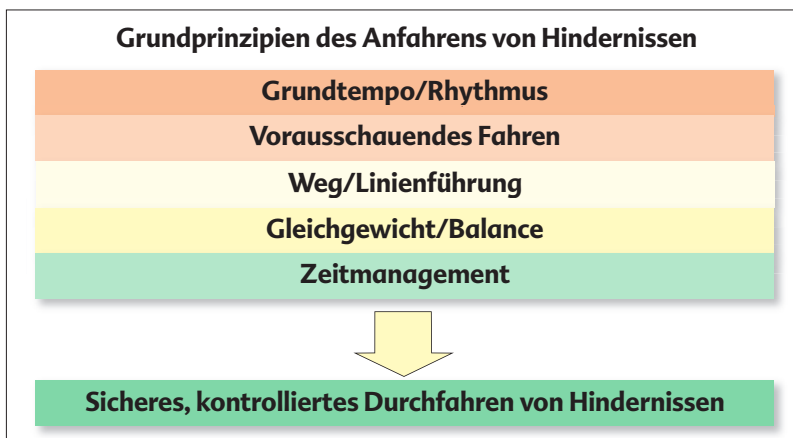 Grundprinzipien des Anfahrens von Hindernissen
Grundtempo/Rhythmus
Vorausschauendes Fahren
Weg/Linienführung
Gleichgewicht/Balance
Zeitmanagement
Sicheres, kontrolliertes Durchfahren von Hindernissen